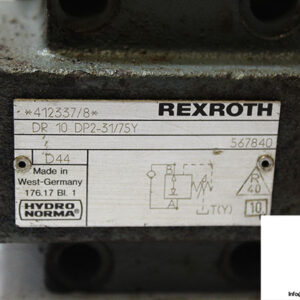 *412337/8*
REXROTH
DR 10 DP2-31/75Y
567840
D44
Made in
West-Germany
176.17 Bl. 1
HYDRO
NORMA
B
A
T(Y)
R
40
10